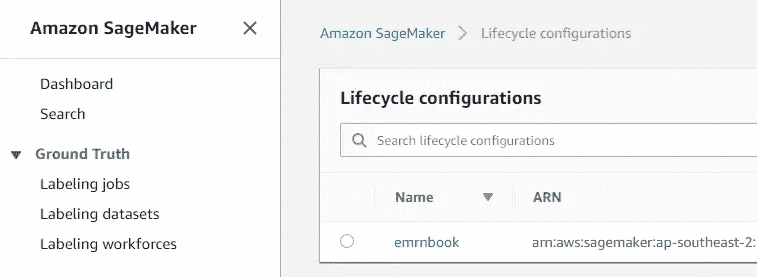 Amazon SageMaker
Dashboard
Search
Ground Truth
Labeling jobs
Labeling datasets
Labeling workforces
Amazon SageMaker > Lifecycle configurations
Lifecycle configurations
Search lifecycle configurations
Name ARN
emrnbook arn:aws:sagemaker:ap-southeast-2: